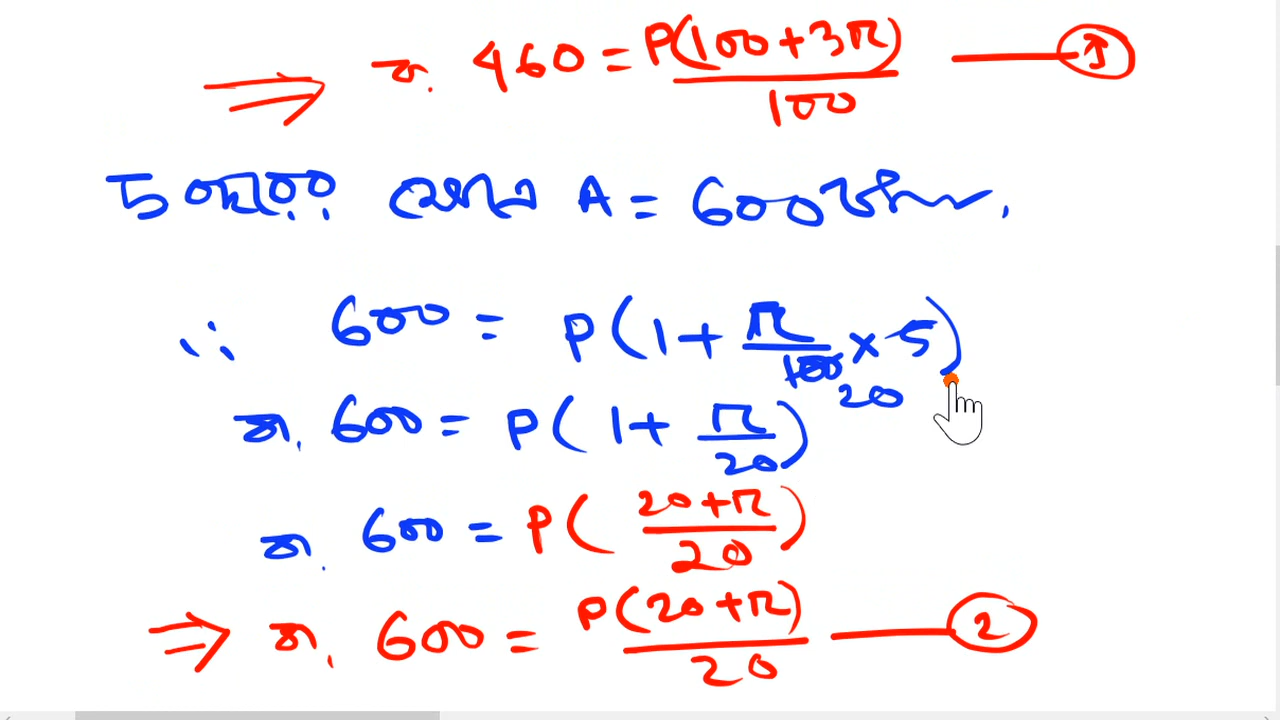 ⇒ বা, 460 = P(100+3r)/100 —— ①
5 A = 600
∴ 600 = P(1 + r/100 × 5)
20
বা, 600 = P(1 + r/20)
বা, 600 = P(20+r/20)
⇒ বা, 600 = P(20+r)/20 —— ②